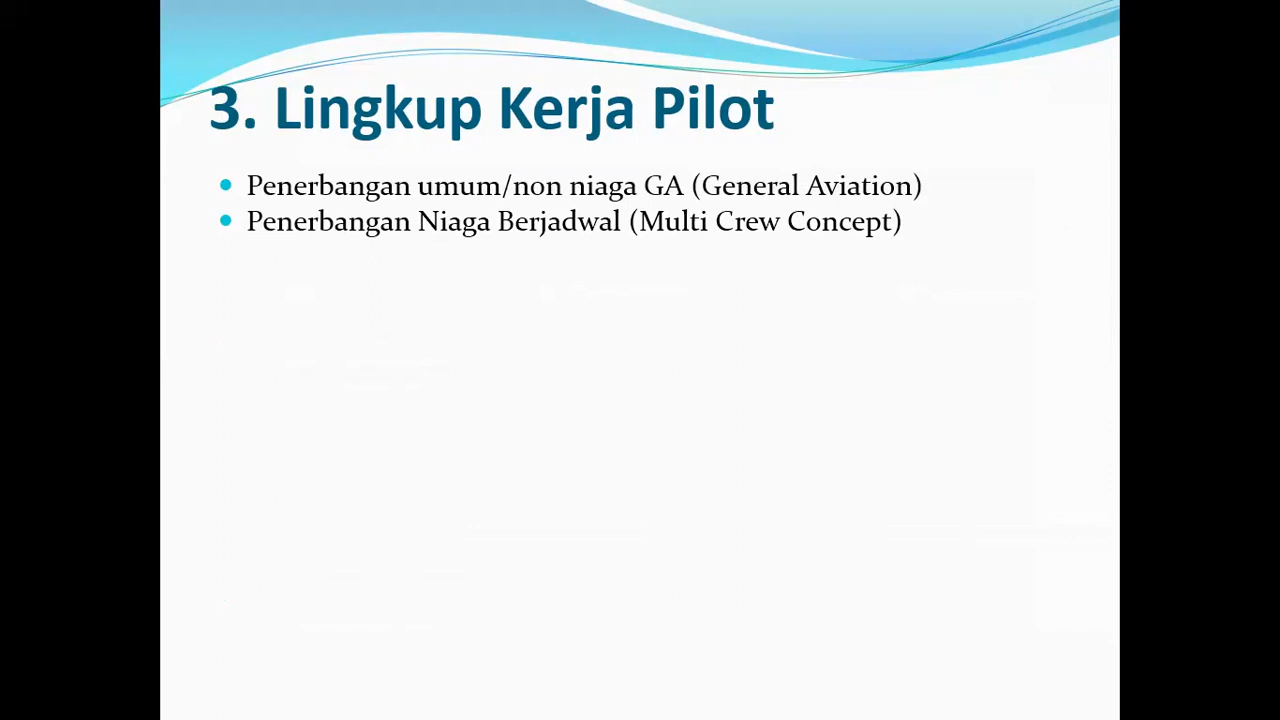 3. Lingkup Kerja Pilot
• Penerbangan umum/non niaga GA (General Aviation)
• Penerbangan Niaga Berjadwal (Multi Crew Concept)